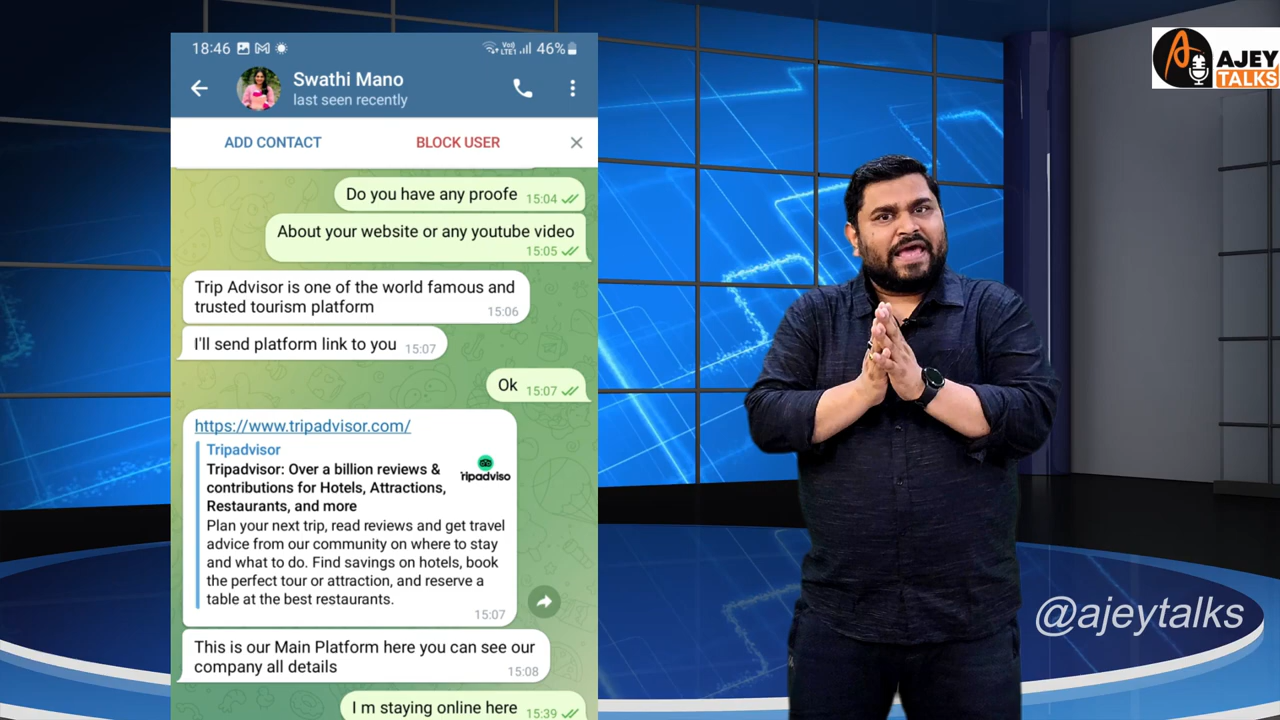 18:46
Vo)
LTE1
46%
AJEY
TALKS
Swathi Mano
last seen recently
ADD CONTACT
BLOCK USER
Do you have any proofe
15:04
About your website or any youtube video
15:05
Trip Advisor is one of the world famous and
trusted tourism platform
15:06
I'll send platform link to you 15:07
Ok 15:07
https://www.tripadvisor.com/
Tripadvisor
Tripadvisor: Over a billion reviews &
contributions for Hotels, Attractions,
Restaurants, and more
ripadviso
Plan your next trip, read reviews and get travel
advice from our community on where to stay
and what to do. Find savings on hotels, book
the perfect tour or attraction, and reserve a
table at the best restaurants.
15:07
This is our Main Platform here you can see our
company all details
15:08
I m staying online here 15:39
@ajeytalks